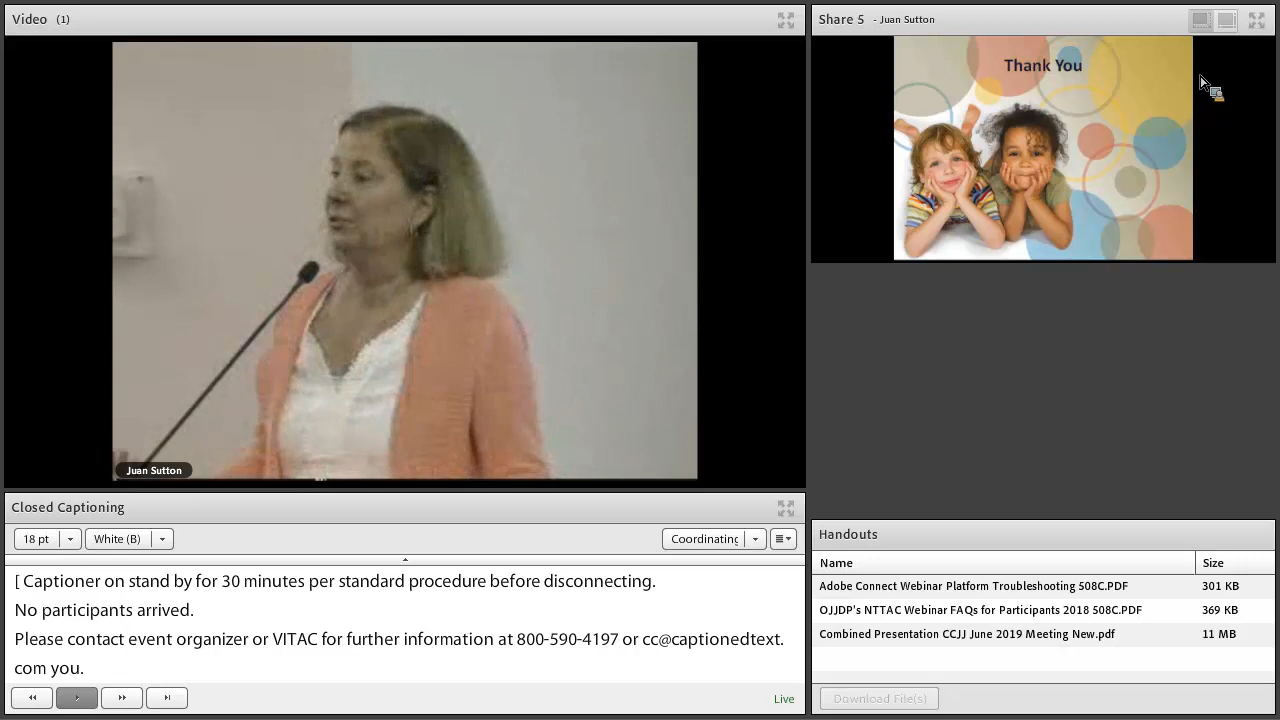 Video (1)
Share 5 - Juan Sutton
Thank You
Juan Sutton
Closed Captioning
18 pt
White (B)
Coordinating
[ Captioner on stand by for 30 minutes per standard procedure before disconnecting.
No participants arrived.
Please contact event organizer or VITAC for further information at 800-590-4197 or cc@captionedtext.
com you.
Live
Handouts
Name Size
Adobe Connect Webinar Platform Troubleshooting 508C.PDF 301 KB
OJJDP's NTTAC Webinar FAQs for Participants 2018 508C.PDF 369 KB
Combined Presentation CCJJ June 2019 Meeting New.pdf 11 MB
Download File(s)